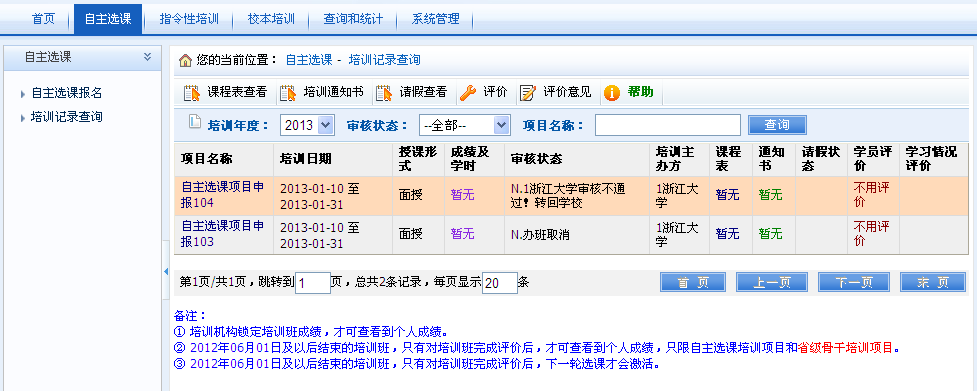 首页 自主选课 指令性培训 校本培训 查询和统计 系统管理
自主选课
自主选课报名
培训记录查询
您的当前位置： 自主选课 - 培训记录查询
课程表查看 培训通知书 请假查看 评价 评价意见 帮助
培训年度： 2013 审核状态： --全部-- 项目名称： 查询
项目名称 培训日期 授课形式 成绩及学时 审核状态 培训主办方 课程表 通知书 请假状态 学员评价 学习情况评价
自主选课项目申报104 2013-01-10 至 2013-01-31 面授 暂无 N.1浙江大学审核不通过！转回学校 1浙江大学 暂无 暂无 不用评价
自主选课项目申报103 2013-01-10 至 2013-01-31 面授 暂无 N.办班取消 1浙江大学 暂无 暂无 不用评价
第1页/共1页，跳转到 1 页，总共2条记录，每页显示 20 条 首 页 上一页 下一页 末 页
备注：
① 培训机构锁定培训班成绩，才可查看到个人成绩。
② 2012年06月01日及以后结束的培训班，只有对培训班完成评价后，才可查看到个人成绩，只限自主选课培训项目和省级骨干培训项目。
③ 2012年06月01日及以后结束的培训班，只有对培训班完成评价后，下一轮选课才会激活。